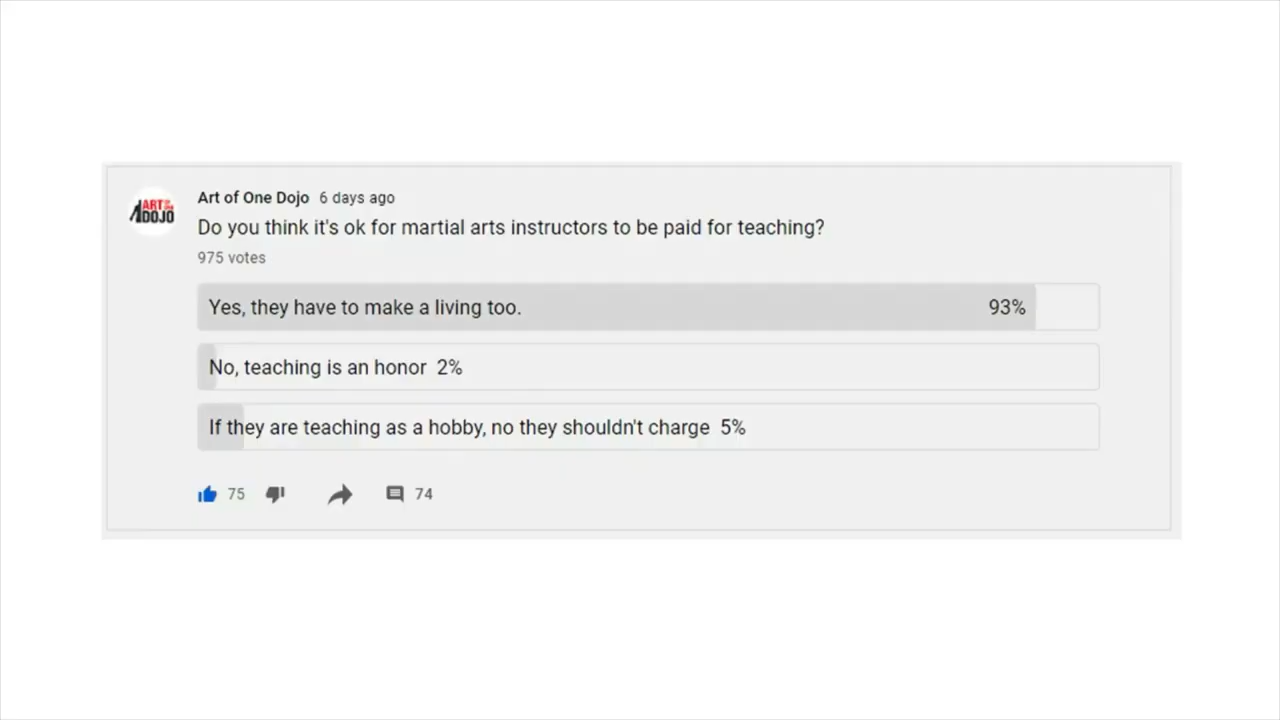 Art of One Dojo 6 days ago
Do you think it's ok for martial arts instructors to be paid for teaching?
975 votes
Yes, they have to make a living too. 93%
No, teaching is an honor 2%
If they are teaching as a hobby, no they shouldn't charge 5%
75 74
ART
DOJO